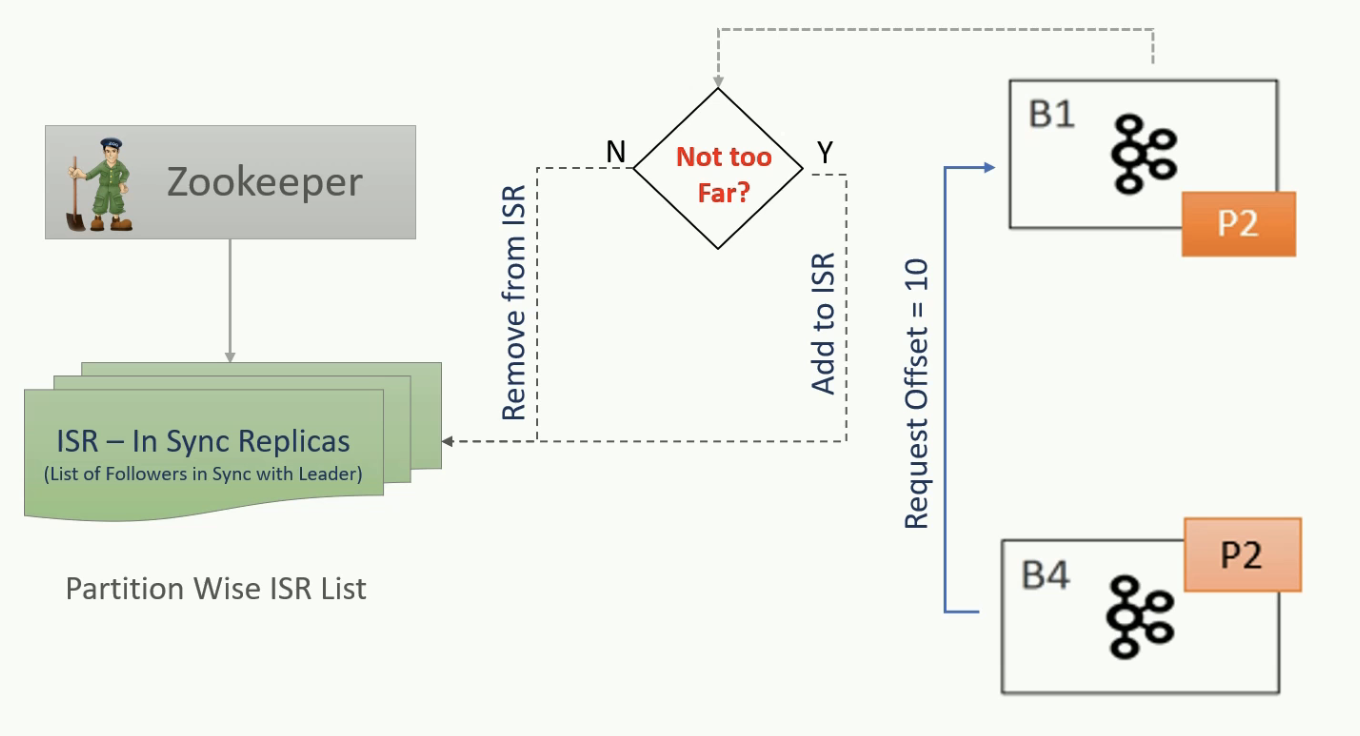 Zookeeper
ISR – In Sync Replicas
(List of Followers in Sync with Leader)
Partition Wise ISR List
N
Not too
Far?
Y
Remove from ISR
Add to ISR
Request Offset = 10
B1
P2
B4
P2